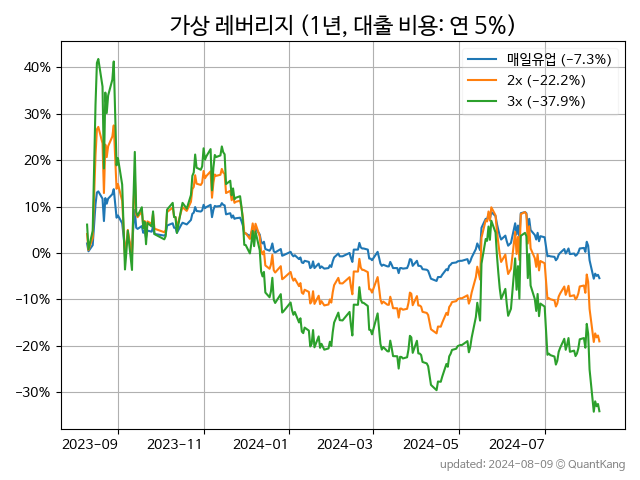 가상 레버리지 (1년, 대출 비용: 연 5%)
매일유업 (-7.3%)
2x (-22.2%)
3x (-37.9%)
40%
30%
20%
10%
0%
−10%
−20%
−30%
2023-09
2023-11
2024-01
2024-03
2024-05
2024-07
updated: 2024-08-09 © QuantKang